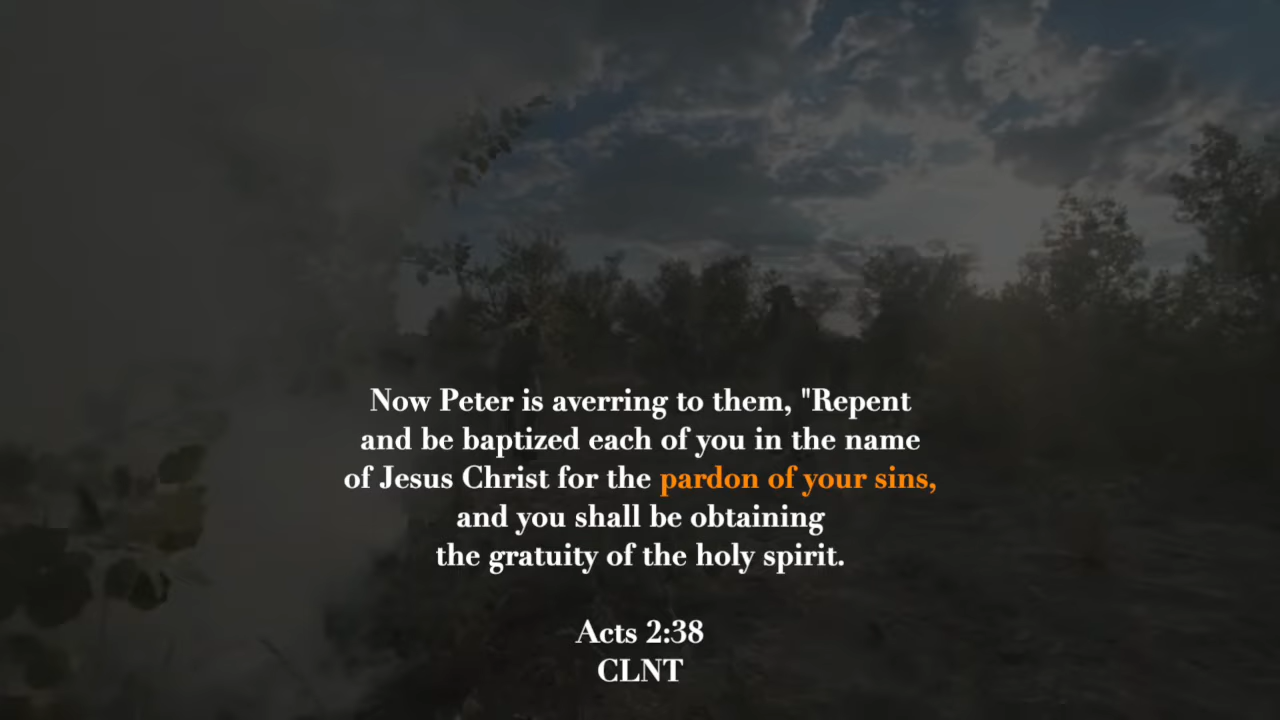 Now Peter is averring to them, "Repent
and be baptized each of you in the name
of Jesus Christ for the pardon of your sins,
and you shall be obtaining
the gratuity of the holy spirit.
Acts 2:38
CLNT